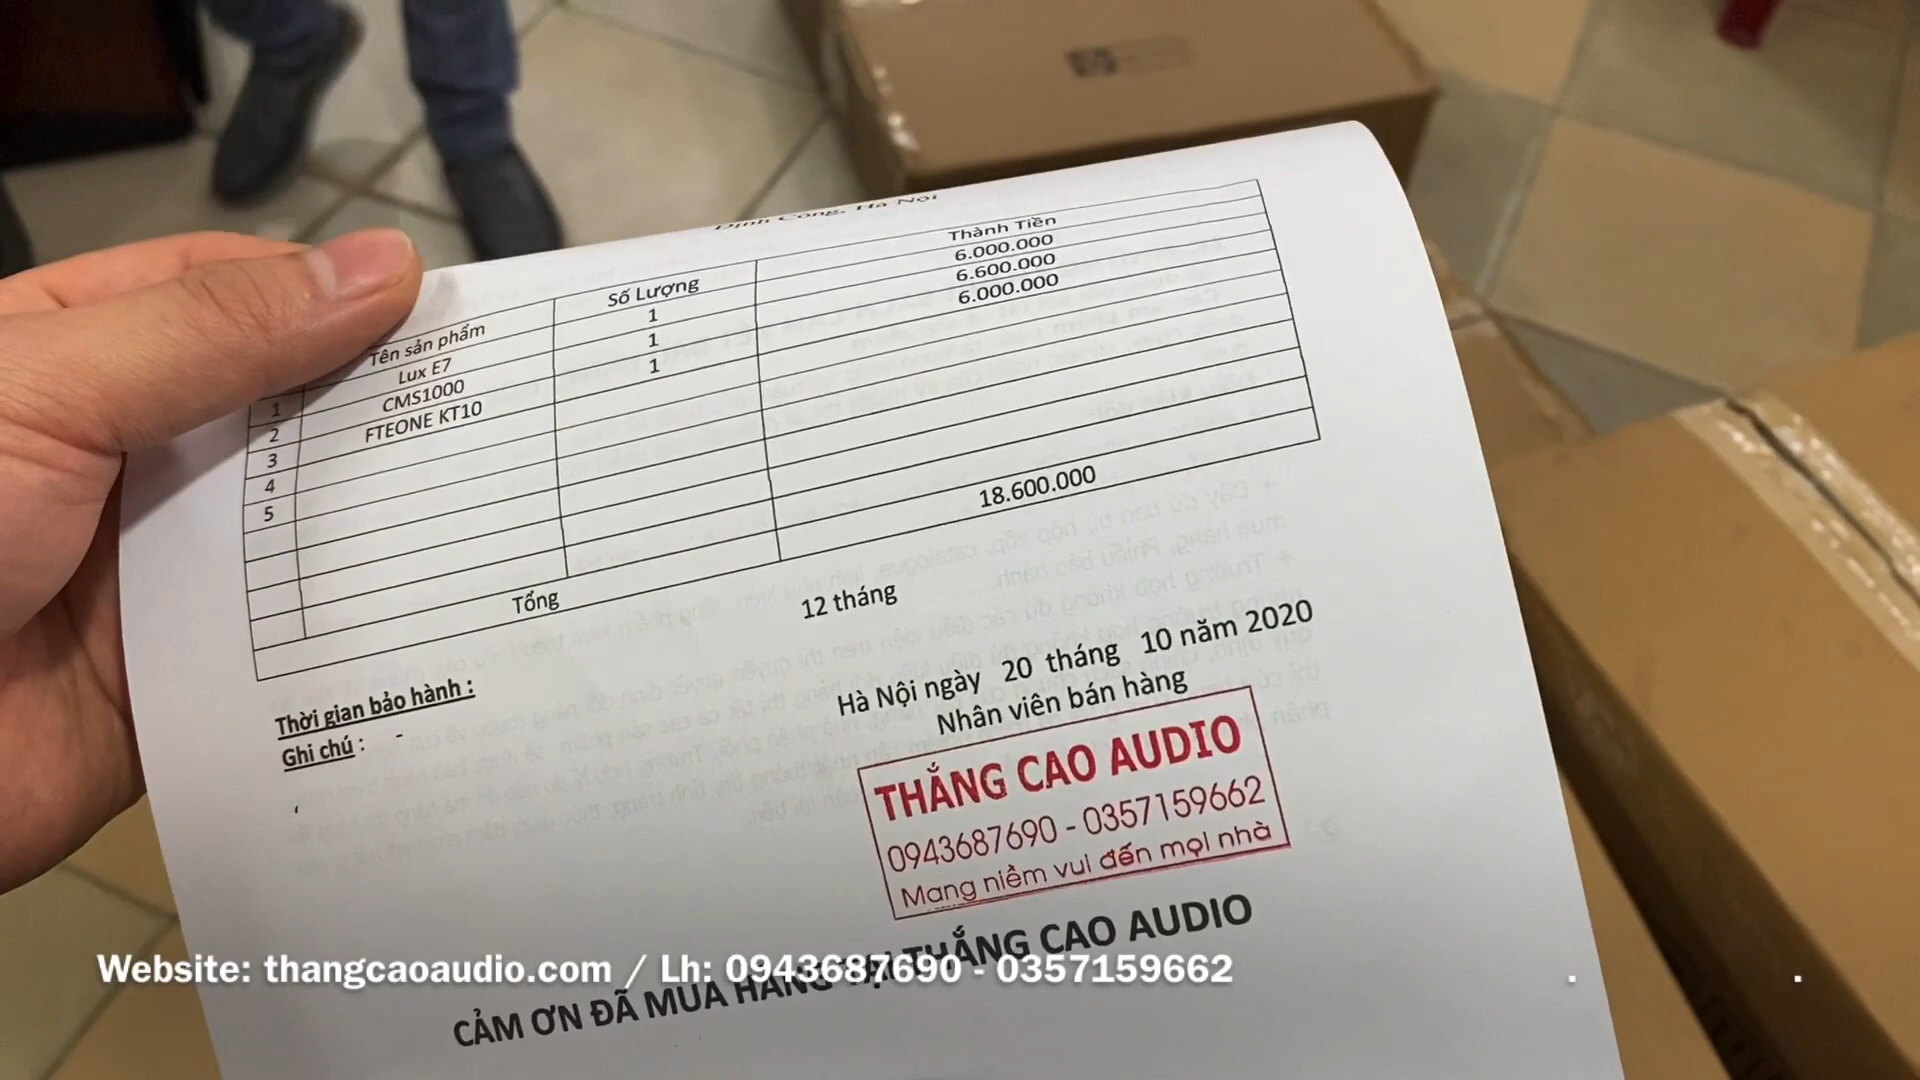 Định Công, Hà Nội
Tên sản phẩm Số Lượng Thành Tiền
1 Lux E7 1 6.000.000
2 CMS1000 1 6.600.000
3 FTEONE KT10 1 6.000.000
4
5
Tổng 18.600.000
Thời gian bảo hành : 12 tháng
Ghi chú : -
Hà Nội ngày 20 tháng 10 năm 2020
Nhân viên bán hàng
THẮNG CAO AUDIO
0943687690 - 0357159662
Mang niềm vui đến mọi nhà
CẢM ƠN ĐÃ MUA HÀNG TẠI THẮNG CAO AUDIO
Website: thangcaoaudio.com / Lh: 0943687690 - 0357159662